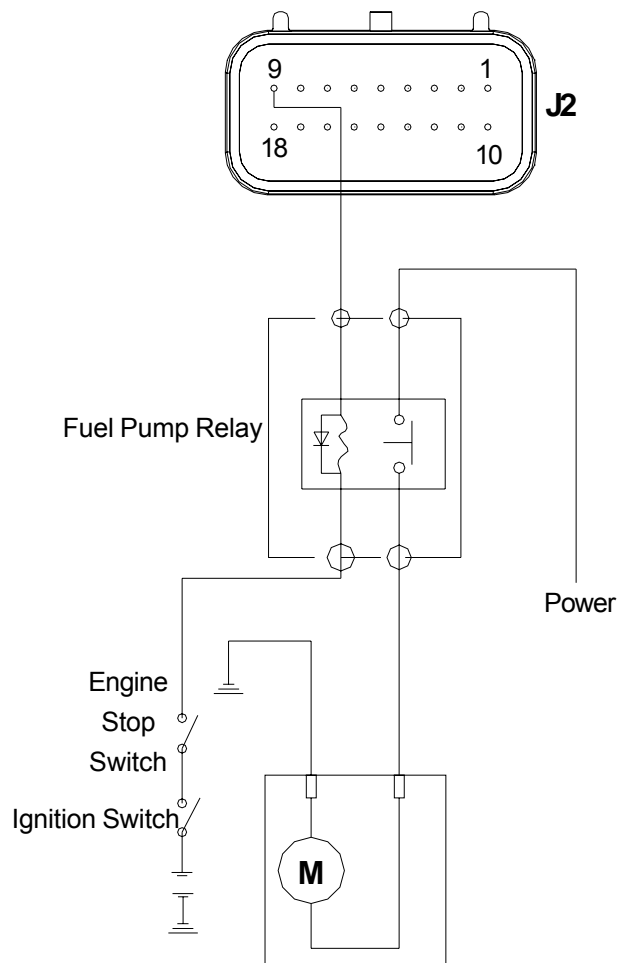 9 1
J2
18 10
Fuel Pump Relay
Power
Engine
Stop
Switch
Ignition Switch
M